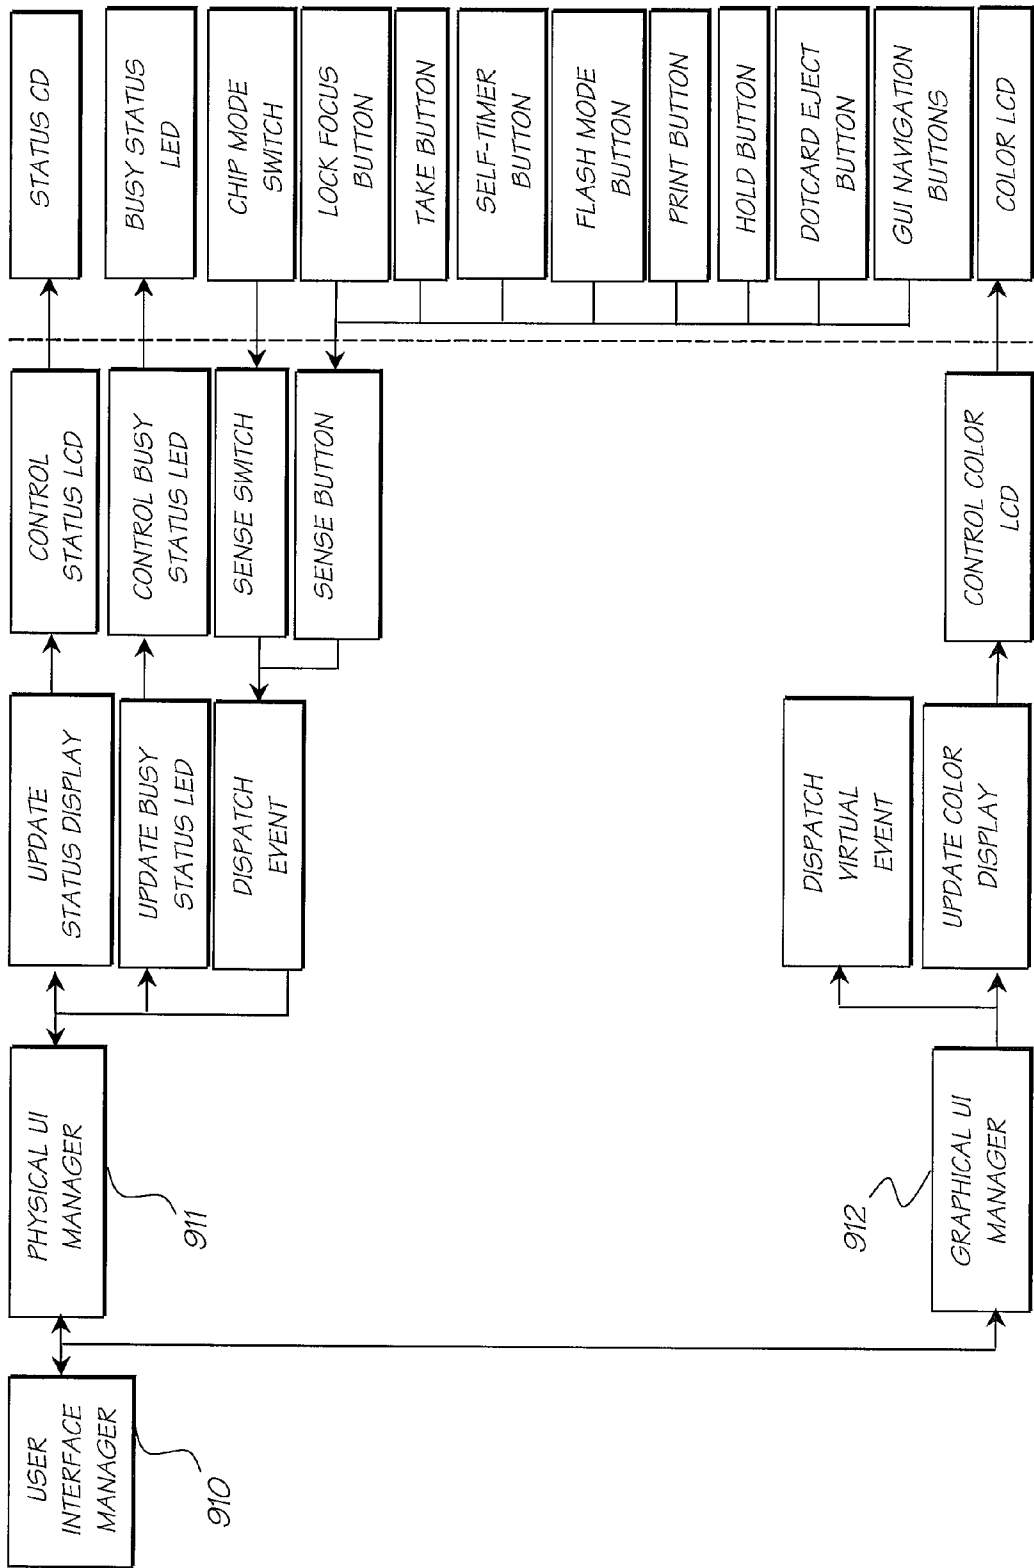 USER
INTERFACE
MANAGER
910
PHYSICAL UI
MANAGER
911
UPDATE
STATUS DISPLAY
CONTROL
STATUS LCD
STATUS CD
UPDATE BUSY
STATUS LED
CONTROL BUSY
STATUS LED
BUSY STATUS
LED
DISPATCH
EVENT
SENSE SWITCH
CHIP MODE
SWITCH
SENSE BUTTON
LOCK FOCUS
BUTTON
TAKE BUTTON
SELF-TIMER
BUTTON
FLASH MODE
BUTTON
PRINT BUTTON
HOLD BUTTON
DOTCARD EJECT
BUTTON
GUI NAVIGATION
BUTTONS
912
GRAPHICAL UI
MANAGER
DISPATCH
VIRTUAL
EVENT
UPDATE COLOR
DISPLAY
CONTROL COLOR
LCD
COLOR LCD